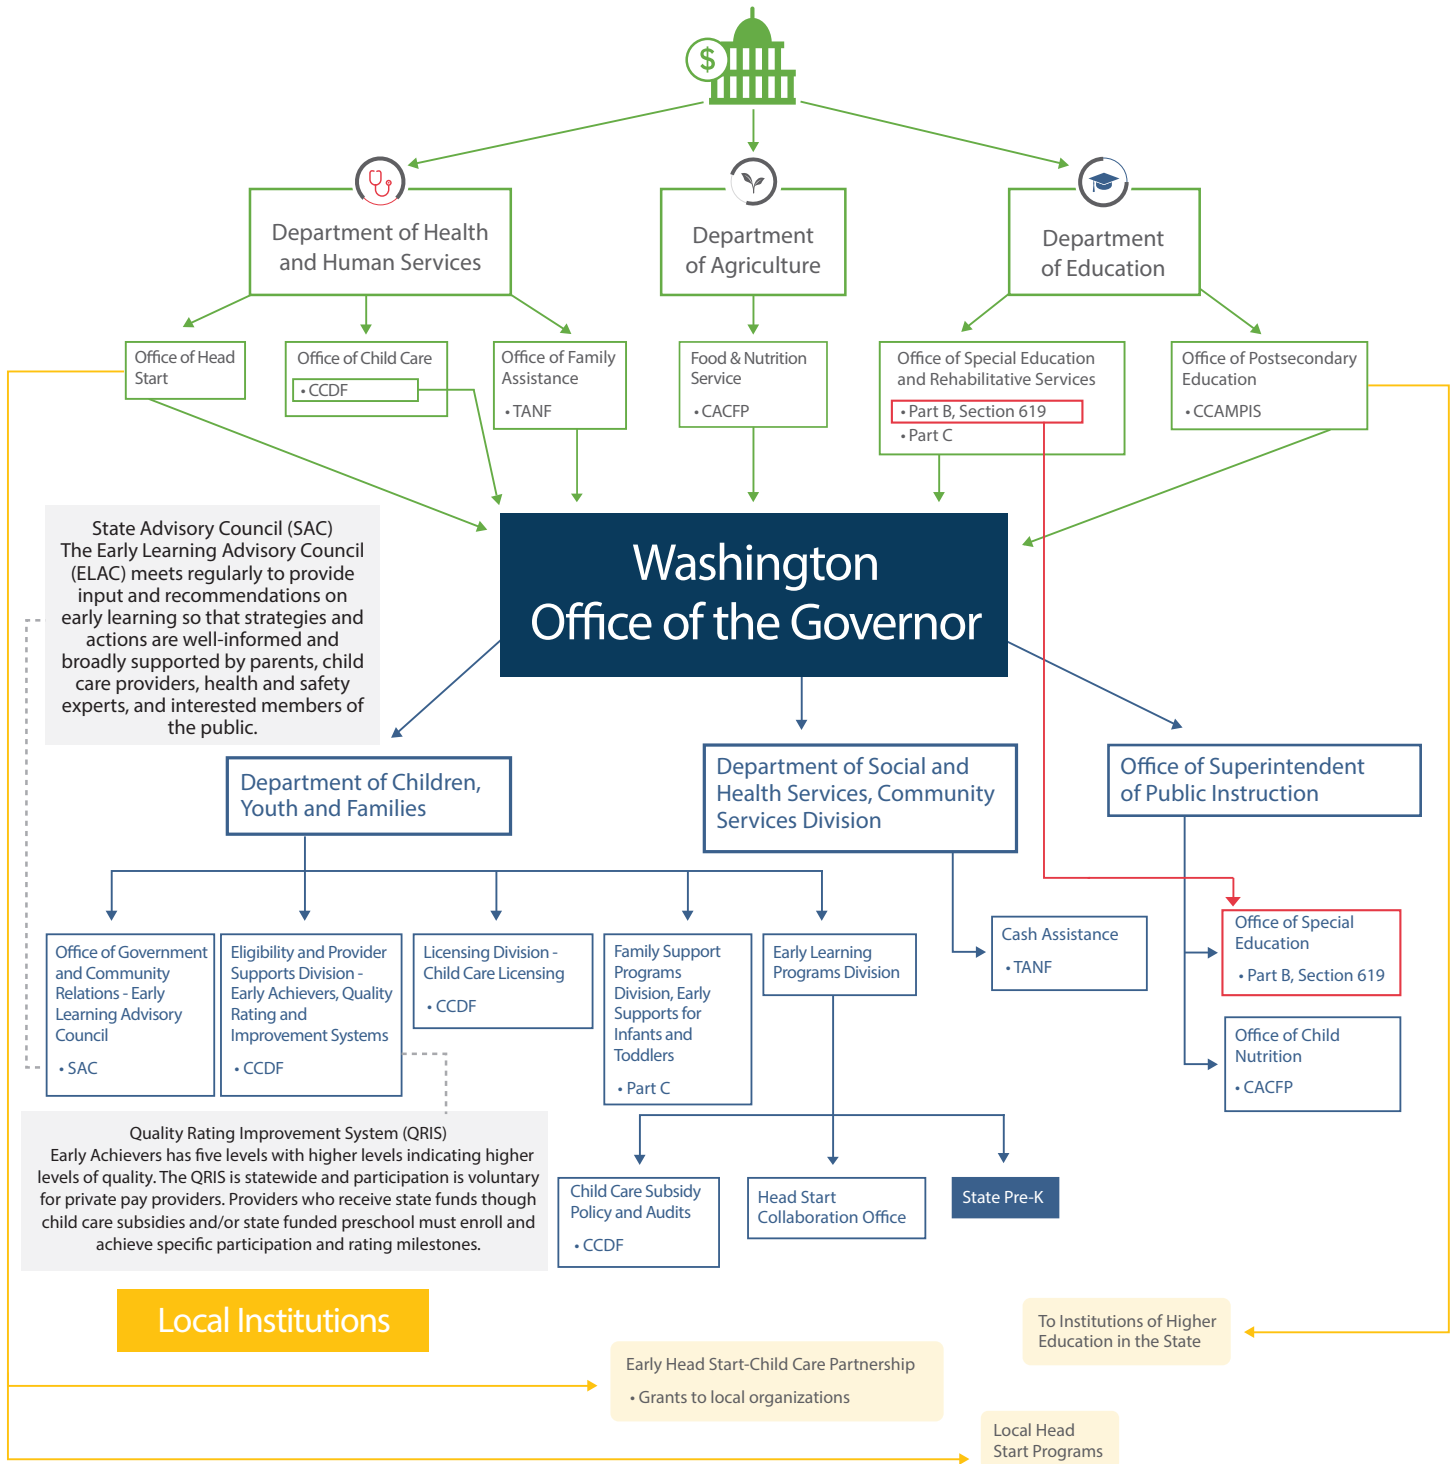 $
Department of Health
and Human Services
Department
of Agriculture
Department
of Education
Office of Head
Start
Office of Child Care
• CCDF
Office of Family
Assistance
• TANF
Food & Nutrition
Service
• CACFP
Office of Special Education
and Rehabilitative Services
• Part B, Section 619
• Part C
Office of Postsecondary
Education
• CCAMPIS
State Advisory Council (SAC)
The Early Learning Advisory Council
(ELAC) meets regularly to provide
input and recommendations on
early learning so that strategies and
actions are well-informed and
broadly supported by parents, child
care providers, health and safety
experts, and interested members of
the public.
Washington
Office of the Governor
Department of Children,
Youth and Families
Department of Social and
Health Services, Community
Services Division
Office of Superintendent
of Public Instruction
Office of Government
and Community
Relations - Early
Learning Advisory
Council
• SAC
Eligibility and Provider
Supports Division -
Early Achievers, Quality
Rating and
Improvement Systems
• CCDF
Licensing Division -
Child Care Licensing
• CCDF
Family Support
Programs
Division, Early
Supports for
Infants and
Toddlers
• Part C
Early Learning
Programs Division
Cash Assistance
• TANF
Office of Special
Education
• Part B, Section 619
Office of Child
Nutrition
• CACFP
Quality Rating Improvement System (QRIS)
Early Achievers has five levels with higher levels indicating higher
levels of quality. The QRIS is statewide and participation is voluntary
for private pay providers. Providers who receive state funds though
child care subsidies and/or state funded preschool must enroll and
achieve specific participation and rating milestones.
Child Care Subsidy
Policy and Audits
• CCDF
Head Start
Collaboration Office
State Pre-K
Local Institutions
To Institutions of Higher
Education in the State
Early Head Start-Child Care Partnership
• Grants to local organizations
Local Head
Start Programs